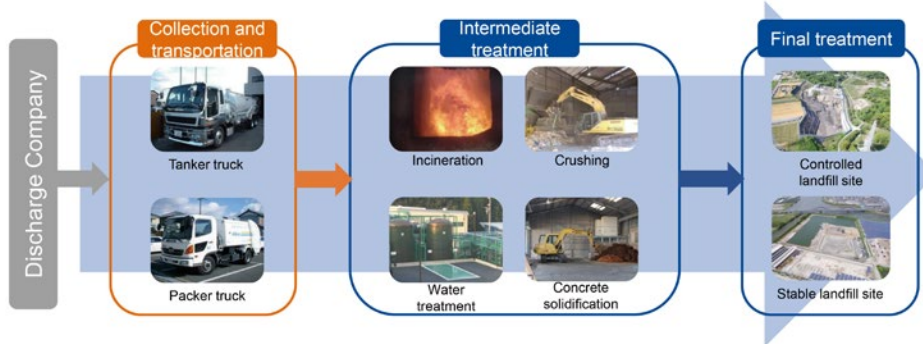 Discharge Company
Collection and
transportation
Tanker truck
Packer truck
Intermediate
treatment
Incineration
Crushing
Water
treatment
Concrete
solidification
Final treatment
Controlled
landfill site
Stable landfill site